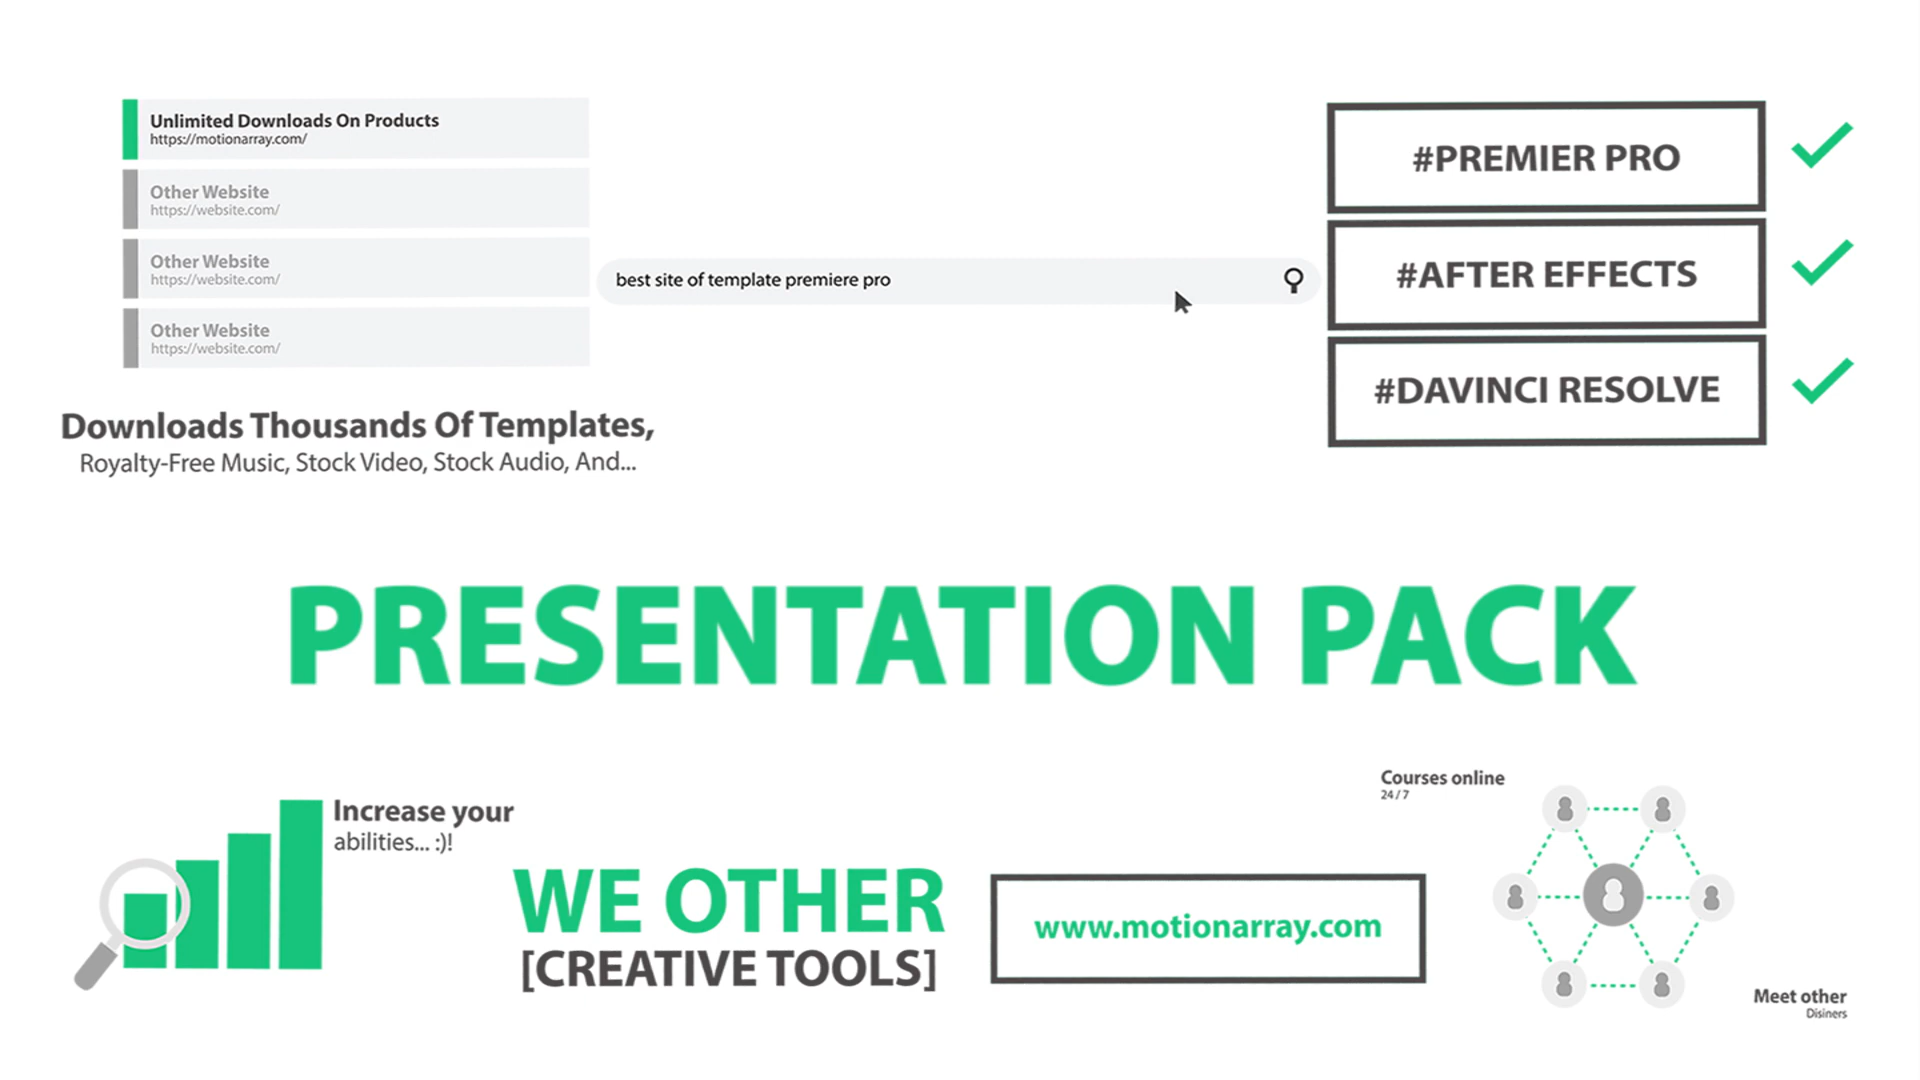 Unlimited Downloads On Products
https://motionarray.com/
Other Website
https://website.com/
Other Website
https://website.com/
Other Website
https://website.com/
best site of template premiere pro
#PREMIER PRO
#AFTER EFFECTS
#DAVINCI RESOLVE
Downloads Thousands Of Templates,
Royalty-Free Music, Stock Video, Stock Audio, And...
PRESENTATION PACK
Increase your
abilities... :)!
WE OTHER
[CREATIVE TOOLS]
www.motionarray.com
Courses online
24/7
Meet other
Disiners